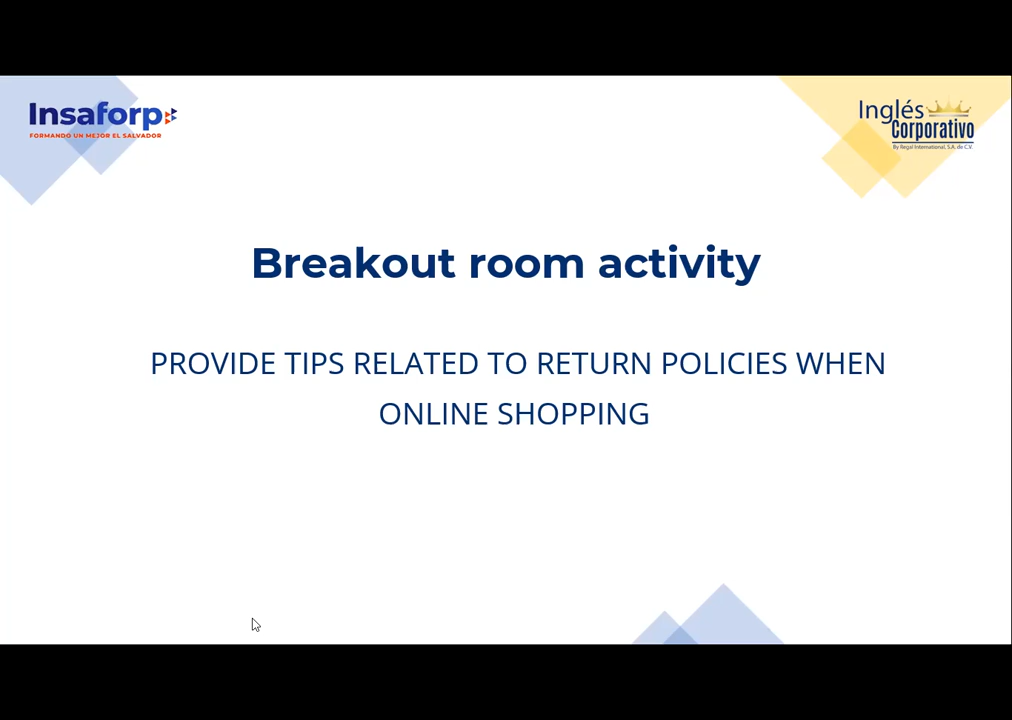 Insaforp
FORMANDO UN MEJOR EL SALVADOR
Inglés
Corporativo
By Regal International, S.A. de C.V.
Breakout room activity
PROVIDE TIPS RELATED TO RETURN POLICIES WHEN
ONLINE SHOPPING